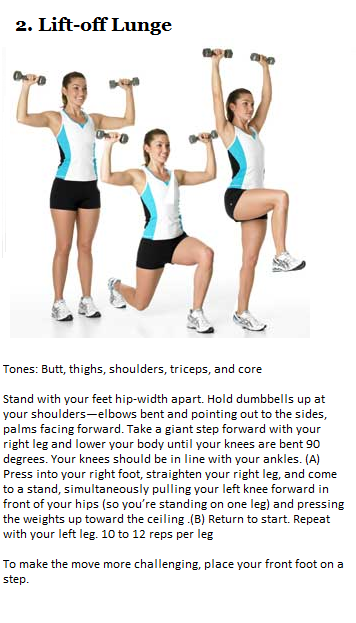 2. Lift-off Lunge
Tones: Butt, thighs, shoulders, triceps, and core
Stand with your feet hip-width apart. Hold dumbbells up at
your shoulders—elbows bent and pointing out to the sides,
palms facing forward. Take a giant step forward with your
right leg and lower your body until your knees are bent 90
degrees. Your knees should be in line with your ankles. (A)
Press into your right foot, straighten your right leg, and come
to a stand, simultaneously pulling your left knee forward in
front of your hips (so you’re standing on one leg) and pressing
the weights up toward the ceiling .(B) Return to start. Repeat
with your left leg. 10 to 12 reps per leg
To make the move more challenging, place your front foot on a
step.